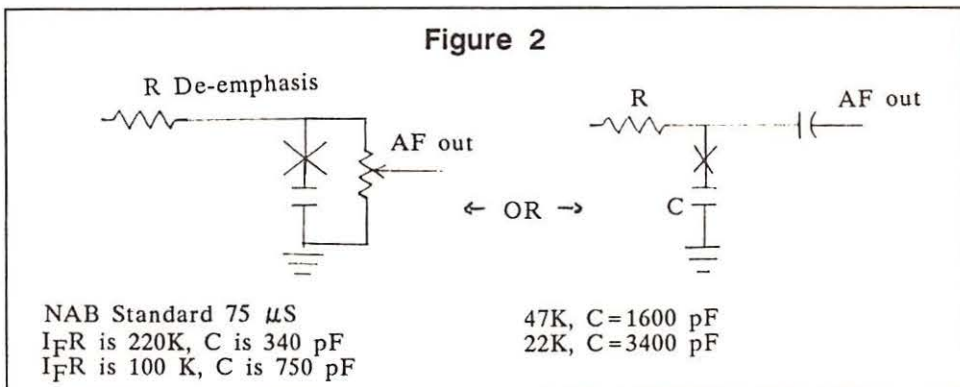 Figure 2
R De-emphasis
AF out
← OR →
R
AF out
C
NAB Standard 75 μS
IFR is 220K, C is 340 pF
IFR is 100 K, C is 750 pF
47K, C=1600 pF
22K, C=3400 pF